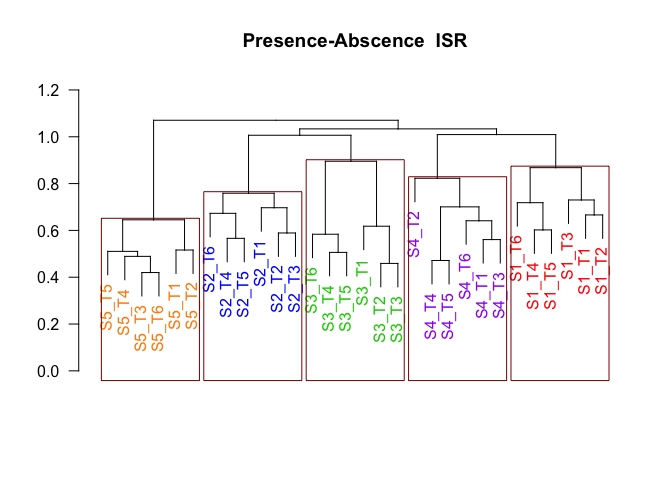 Presence-Abscence ISR
1.2
1.0
0.8
0.6
0.4
0.2
0.0
S5_T5
S5_T4
S5_T3
S5_T6
S5_T1
S5_T2
S2_T6
S2_T4
S2_T5
S2_T1
S2_T2
S2_T3
S3_T6
S3_T4
S3_T5
S3_T1
S3_T2
S3_T3
S4_T2
S4_T4
S4_T5
S4_T6
S4_T1
S4_T3
S1_T6
S1_T4
S1_T5
S1_T3
S1_T1
S1_T2